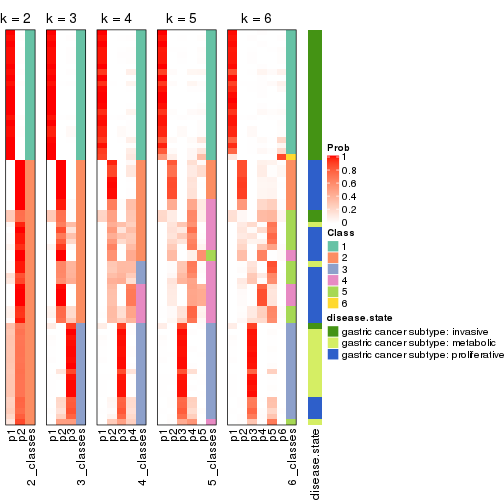 k = 2 k = 3 k = 4 k = 5 k = 6
Prob
1
0.8
0.6
0.4
0.2
0
Class
1
2
3
4
5
6
disease.state
gastric cancer subtype: invasive
gastric cancer subtype: metabolic
gastric cancer subtype: proliferative
p1 p2 2_classes p1 p2 p3 3_classes p1 p2 p3 p4 4_classes p1 p2 p3 p4 p5 5_classes p1 p2 p3 p4 p5 p6 6_classes disease.state